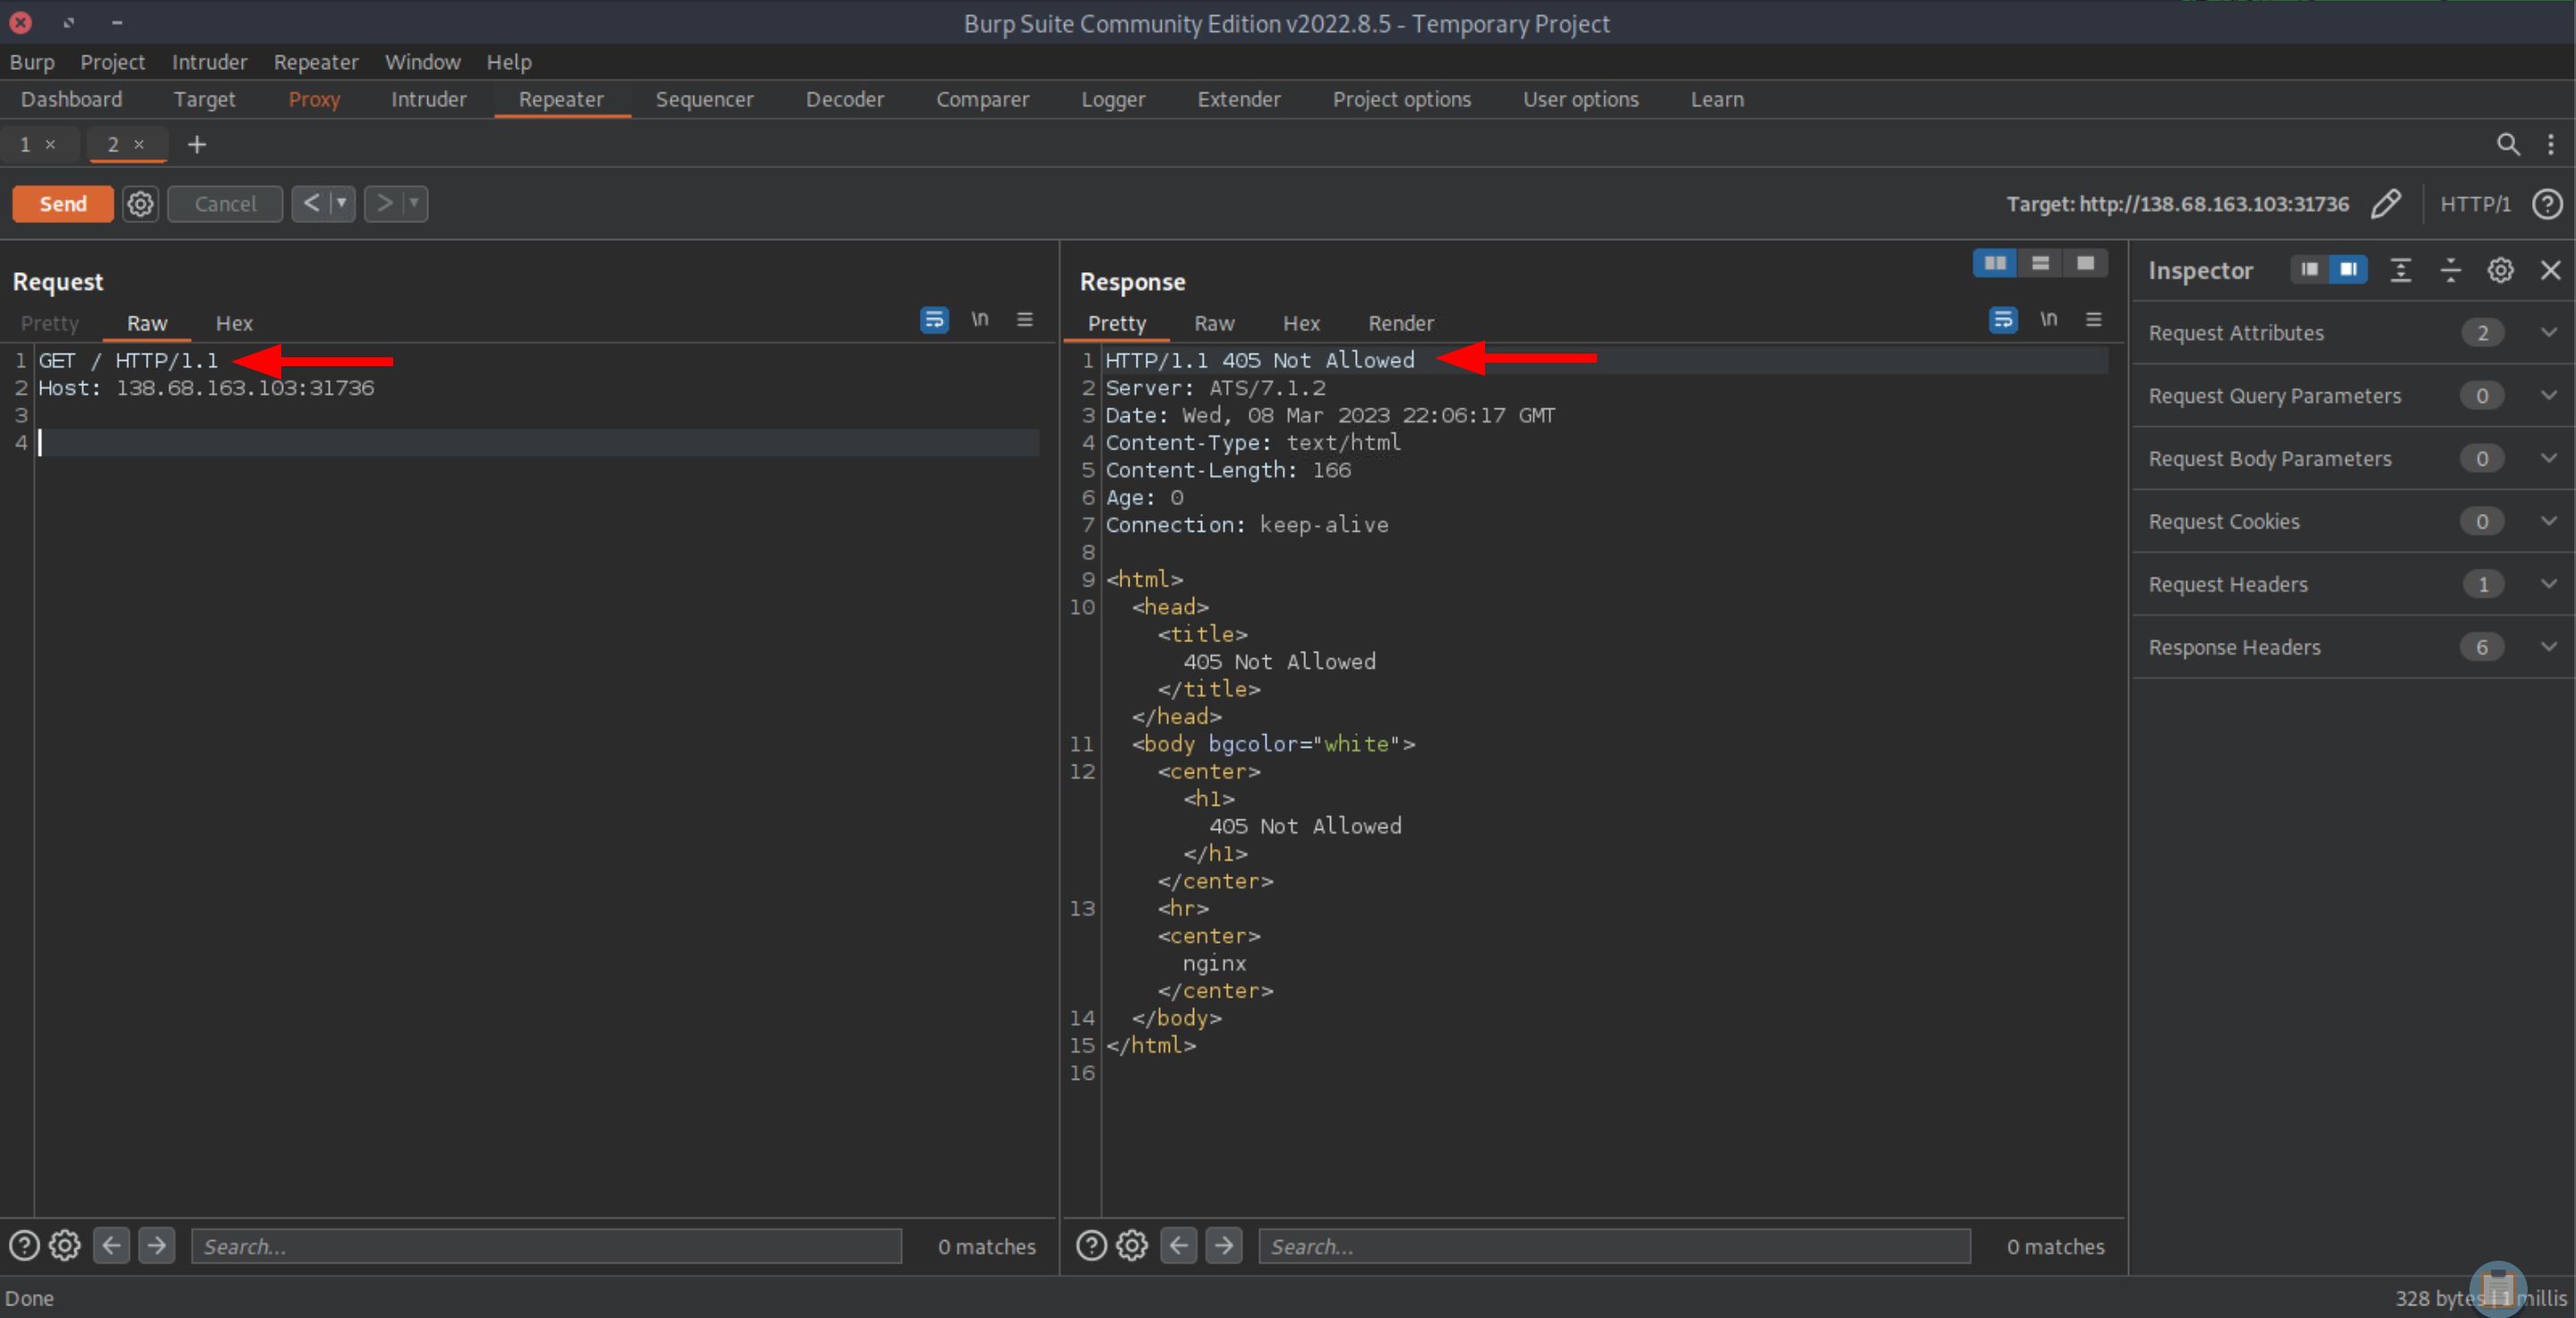 Burp Suite Community Edition v2022.8.5 - Temporary Project
Burp Project Intruder Repeater Window Help
Dashboard Target Proxy Intruder Repeater Sequencer Decoder Comparer Logger Extender Project options User options Learn
1 × 2 × +
Send Cancel < > Target: http://138.68.163.103:31736 HTTP/1 ?
Request
Pretty Raw Hex \n
1 GET / HTTP/1.1
2 Host: 138.68.163.103:31736
3
4
0 matches
Search...
Response
Pretty Raw Hex Render \n
1 HTTP/1.1 405 Not Allowed
2 Server: ATS/7.1.2
3 Date: Wed, 08 Mar 2023 22:06:17 GMT
4 Content-Type: text/html
5 Content-Length: 166
6 Age: 0
7 Connection: keep-alive
8
9 <html>
10 <head>
<title>
405 Not Allowed
</title>
</head>
11 <body bgcolor="white">
12 <center>
<h1>
405 Not Allowed
</h1>
</center>
13 <hr>
<center>
nginx
</center>
14 </body>
15 </html>
16
Search...
0 matches
Inspector
Request Attributes 2
Request Query Parameters 0
Request Body Parameters 0
Request Cookies 0
Request Headers 1
Response Headers 6
Done
328 bytes | 1 millis